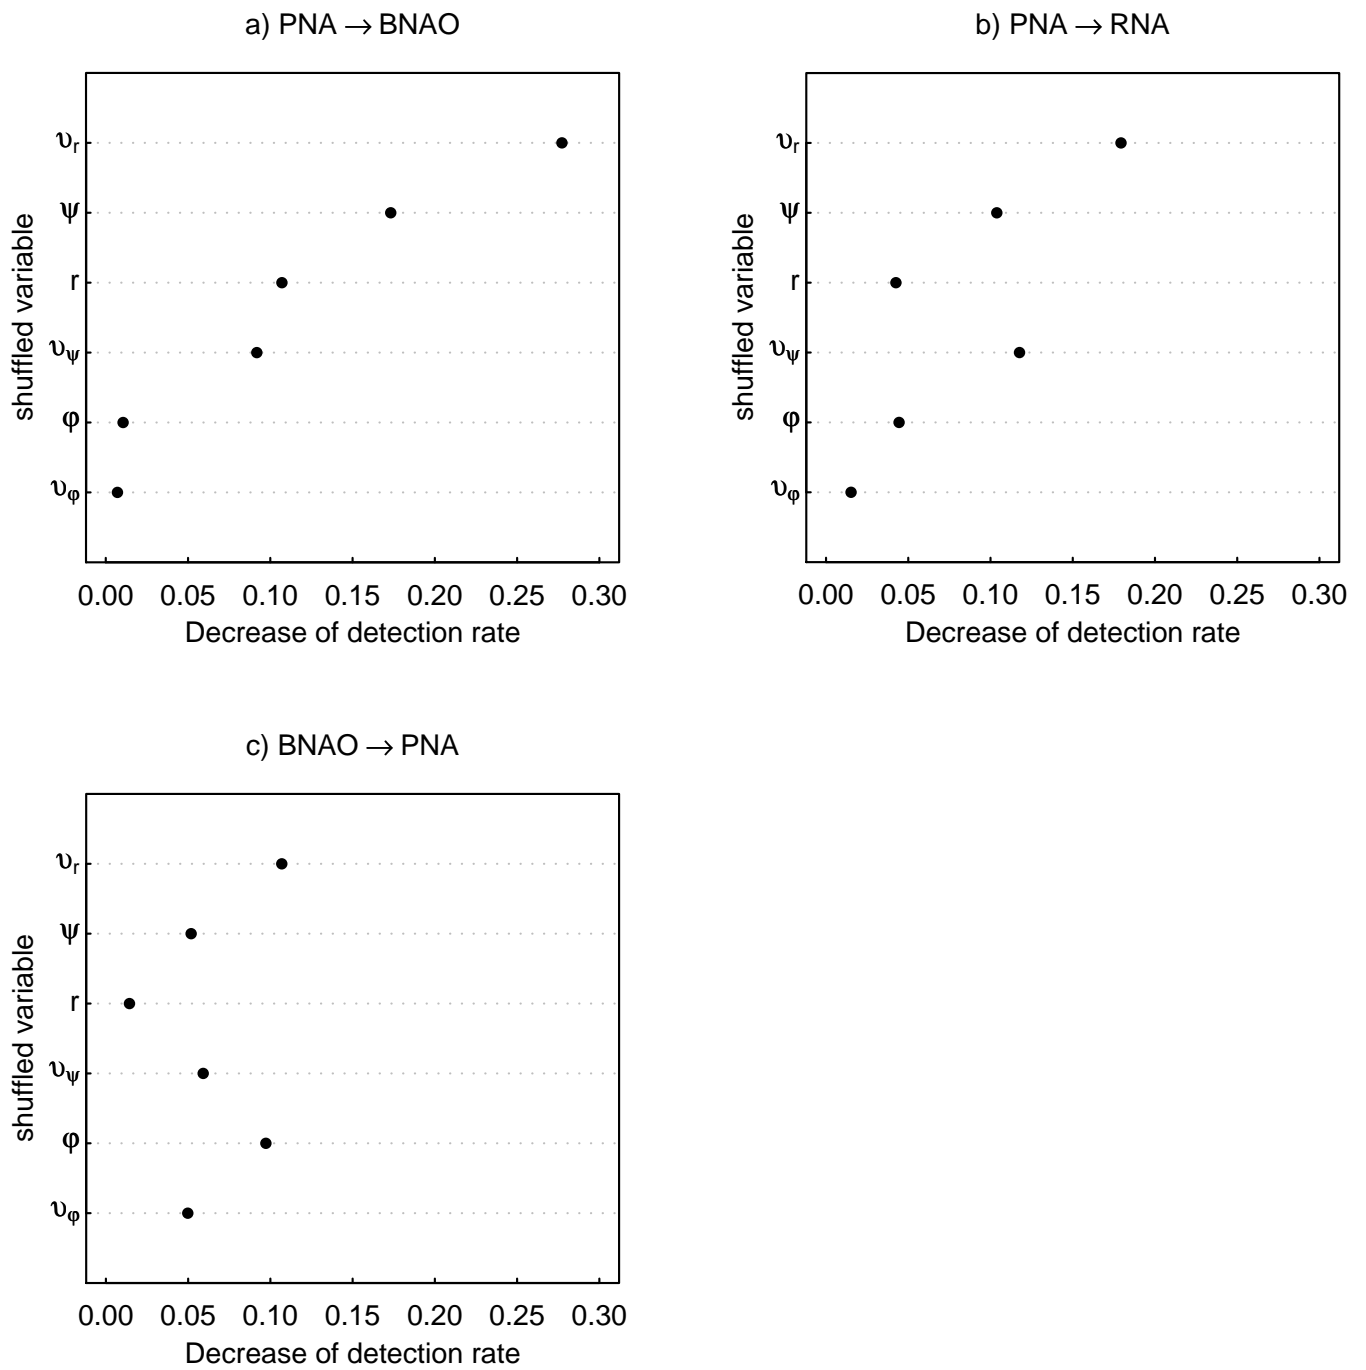 a) PNA → BNAO
shuffled variable
υr
ψ
r
υψ
φ
υφ
0.00 0.05 0.10 0.15 0.20 0.25 0.30
Decrease of detection rate
b) PNA → RNA
shuffled variable
υr
ψ
r
υψ
φ
υφ
0.00 0.05 0.10 0.15 0.20 0.25 0.30
Decrease of detection rate
c) BNAO → PNA
shuffled variable
υr
ψ
r
υψ
φ
υφ
0.00 0.05 0.10 0.15 0.20 0.25 0.30
Decrease of detection rate